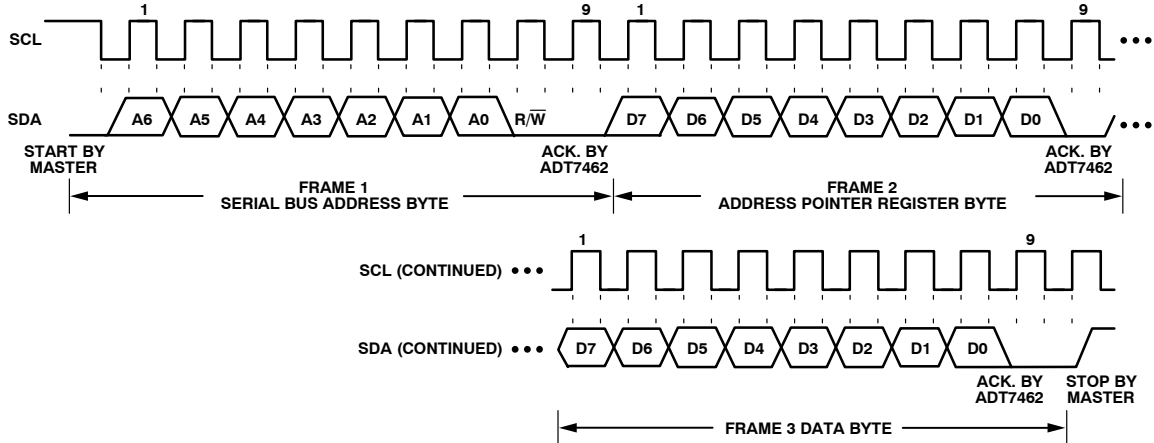 1 9 1 9
SCL •••
SDA A6 A5 A4 A3 A2 A1 A0 R/W̅ D7 D6 D5 D4 D3 D2 D1 D0 •••
START BY
MASTER
ACK. BY
ADT7462
ACK. BY
ADT7462
FRAME 1
SERIAL BUS ADDRESS BYTE
FRAME 2
ADDRESS POINTER REGISTER BYTE
1 9
SCL (CONTINUED) •••
SDA (CONTINUED) ••• D7 D6 D5 D4 D3 D2 D1 D0
ACK. BY
ADT7462
STOP BY
MASTER
FRAME 3 DATA BYTE